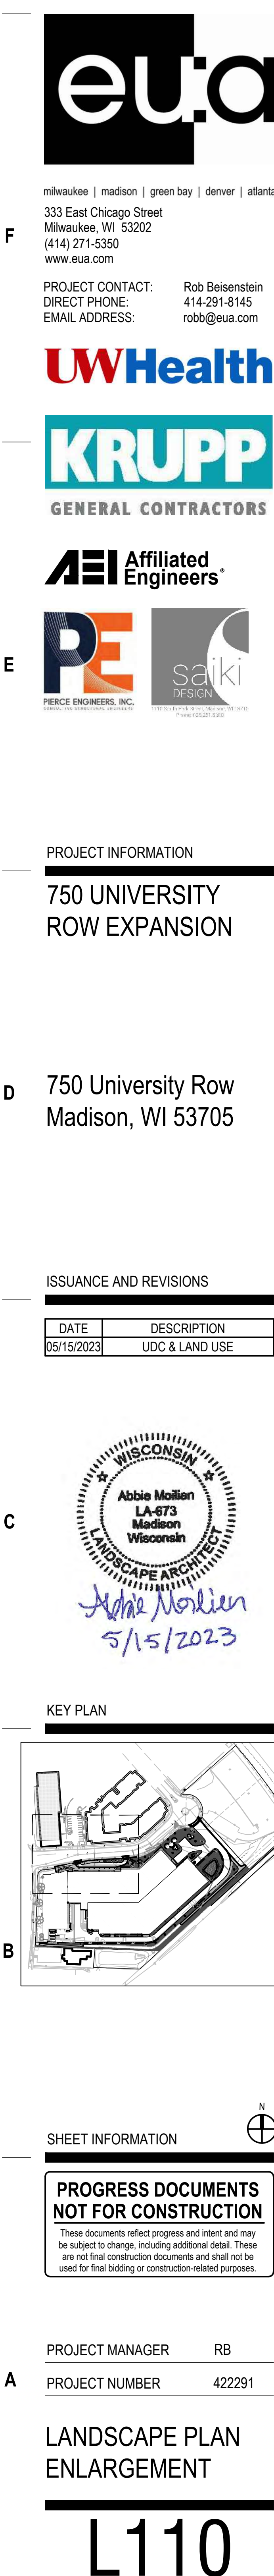 eu:a
milwaukee | madison | green bay | denver | atlanta
333 East Chicago Street
Milwaukee, WI 53202
(414) 271-5350
www.eua.com
F
PROJECT CONTACT: Rob Beisenstein
DIRECT PHONE: 414-291-8145
EMAIL ADDRESS: robb@eua.com
UWHealth
KRUPP
GENERAL CONTRACTORS
AEI Affiliated
Engineers®
E
PE
PIERCE ENGINEERS, INC.
saiki
DESIGN
PROJECT INFORMATION
750 UNIVERSITY
ROW EXPANSION
D
750 University Row
Madison, WI 53705
ISSUANCE AND REVISIONS
DATE DESCRIPTION
05/15/2023 UDC & LAND USE
C
WISCONSIN
Abbie Moilien
LA-673
Madison
Wisconsin
LANDSCAPE ARCHITECT
Abbie Moilien
5/15/2023
KEY PLAN
B
N
SHEET INFORMATION
PROGRESS DOCUMENTS
NOT FOR CONSTRUCTION
These documents reflect progress and intent and may
be subject to change, including additional detail. These
are not final construction documents and shall not be
used for final bidding or construction-related purposes.
PROJECT MANAGER RB
A
PROJECT NUMBER 422291
LANDSCAPE PLAN
ENLARGEMENT
L110